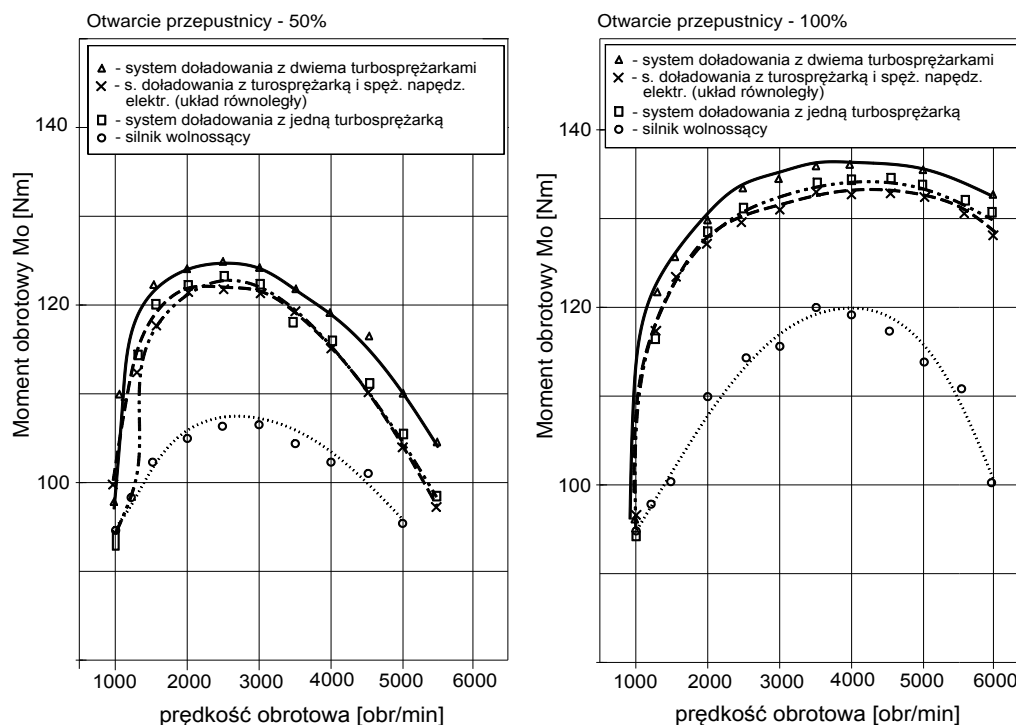 Otwarcie przepustnicy - 50%
- system doładowania z dwiema turbosprężarkami
- s. doładowania z turosprężarką i spęż. napędz.
elektr. (układ równoległy)
- system doładowania z jedną turbosprężarką
- silnik wolnossący
140
120
100
Moment obrotowy Mo [Nm]
1000 2000 3000 4000 5000 6000
prędkość obrotowa [obr/min]
Otwarcie przepustnicy - 100%
- system doładowania z dwiema turbosprężarkami
- s. doładowania z turosprężarką i spęż. napędz.
elektr. (układ równoległy)
- system doładowania z jedną turbosprężarką
- silnik wolnossący
140
120
100
Moment obrotowy Mo [Nm]
1000 2000 3000 4000 5000 6000
prędkość obrotowa [obr/min]